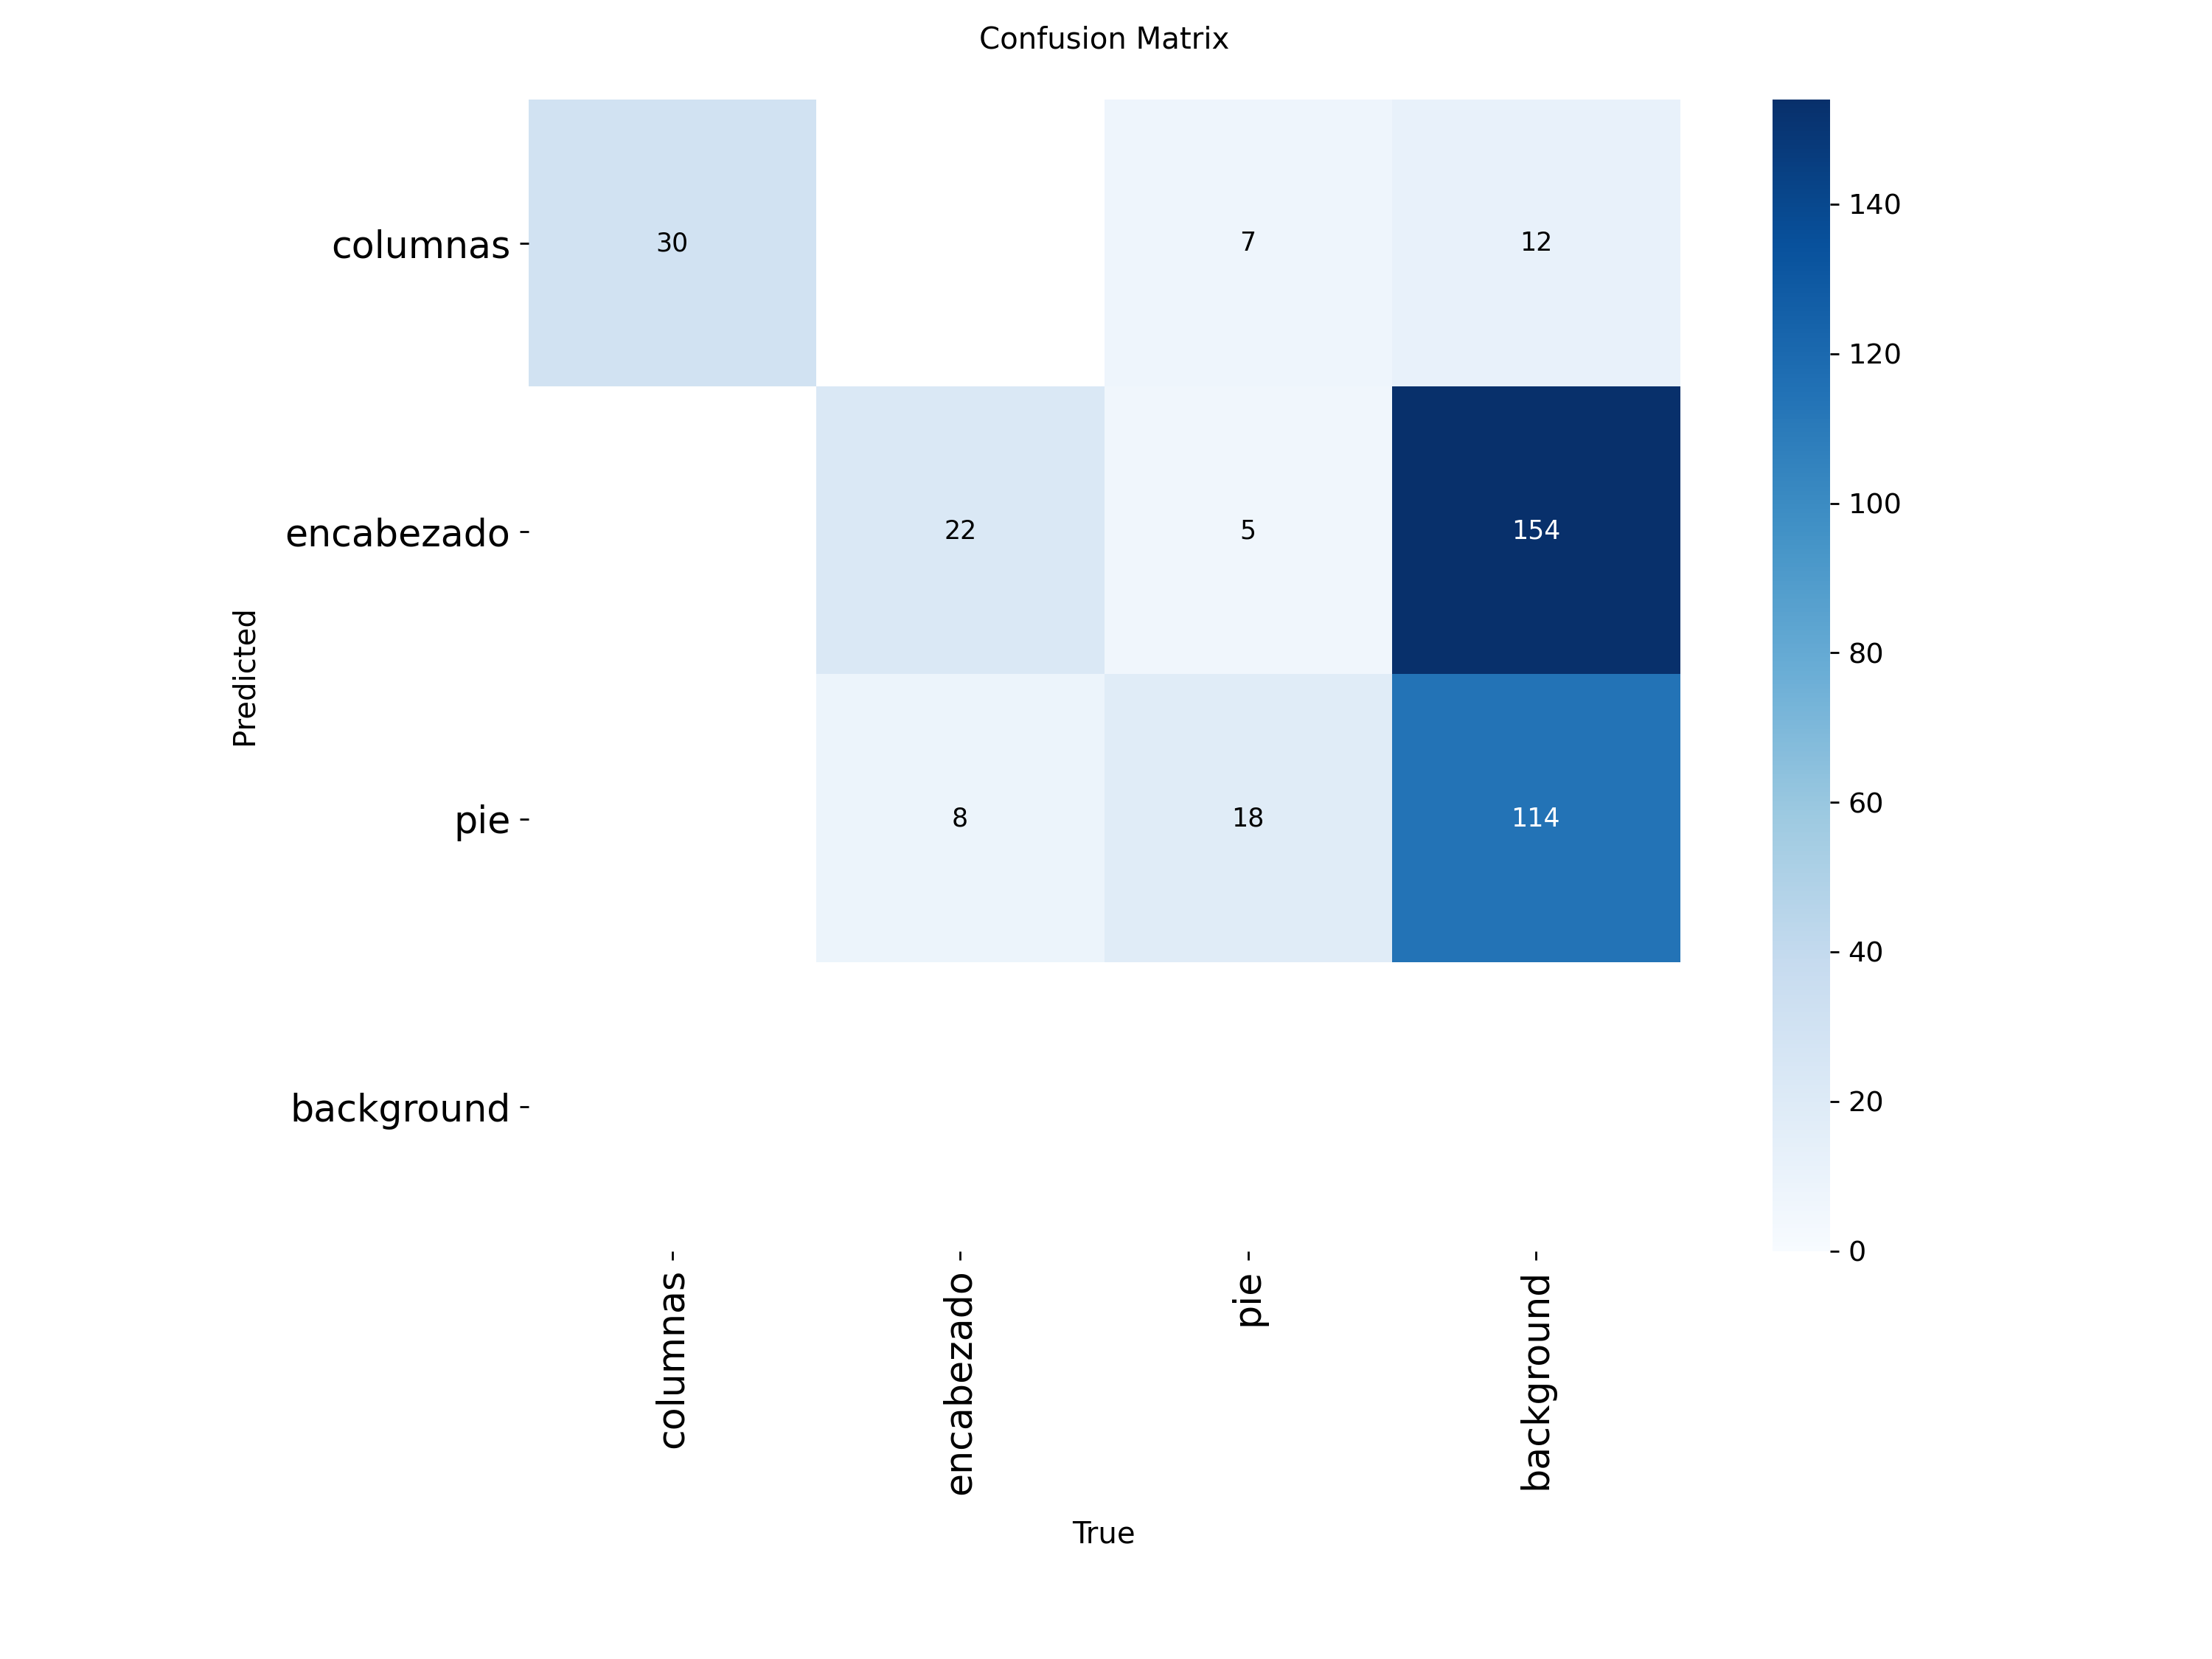 Confusion Matrix
columnas
30
7
12
encabezado
22
5
154
pie
8
18
114
background
Predicted
columnas
encabezado
pie
background
True
140
120
100
80
60
40
20
0